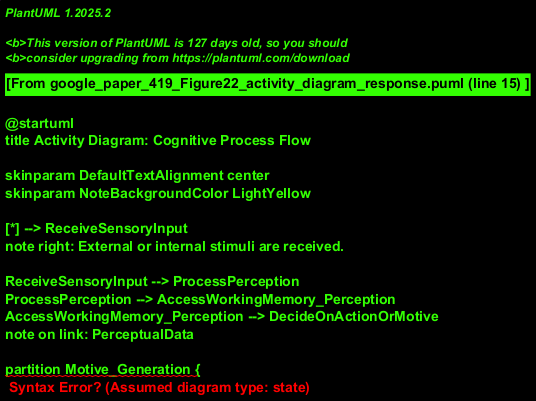 PlantUML 1.2025.2
<b>This version of PlantUML is 127 days old, so you should
<b>consider upgrading from https://plantuml.com/download
[From google_paper_419_Figure22_activity_diagram_response.puml (line 15) ]
@startuml
title Activity Diagram: Cognitive Process Flow
skinparam DefaultTextAlignment center
skinparam NoteBackgroundColor LightYellow
[*] --> ReceiveSensoryInput
note right: External or internal stimuli are received.
ReceiveSensoryInput --> ProcessPerception
ProcessPerception --> AccessWorkingMemory_Perception
AccessWorkingMemory_Perception --> DecideOnActionOrMotive
note on link: PerceptualData
partition Motive_Generation {
Syntax Error? (Assumed diagram type: state)